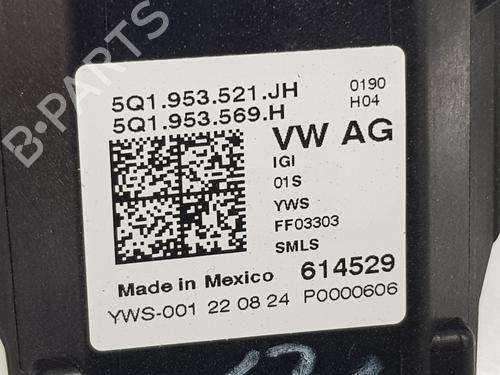 5Q1.953.521.JH
5Q1.953.569.H
0190
H04
VW AG
IGI
01S
YWS
FF03303
SMLS
Made in Mexico 614529
YWS-001 22 08 24 P0000606
B-PARTS